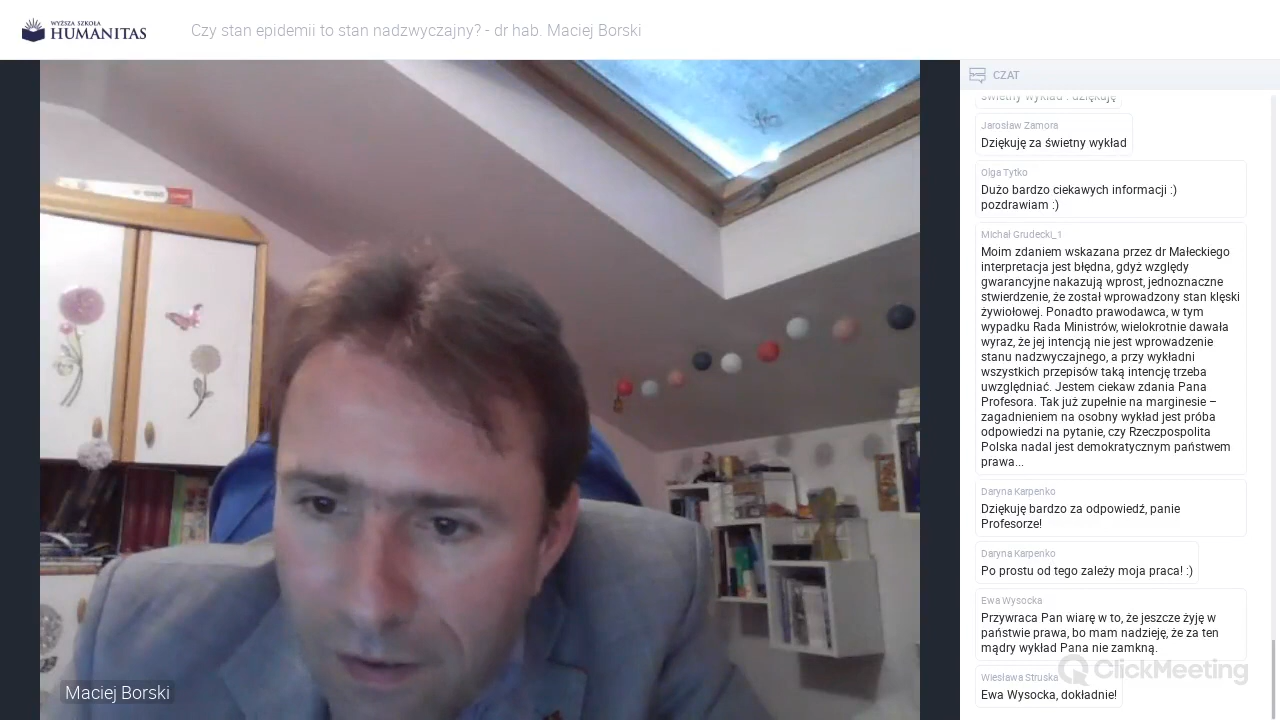 WYŻSZA SZKOŁA
HUMANITAS
Czy stan epidemii to stan nadzwyczajny? - dr hab. Maciej Borski
CZAT
świetny wykład . dziękuję
Jarosław Zamora
Dziękuję za świetny wykład
Olga Tytko
Dużo bardzo ciekawych informacji :)
pozdrawiam :)
Michał Grudecki_1
Moim zdaniem wskazana przez dr Małeckiego
interpretacja jest błędna, gdyż względy
gwarancyjne nakazują wprost, jednoznaczne
stwierdzenie, że został wprowadzony stan klęski
żywiołowej. Ponadto prawodawca, w tym
wypadku Rada Ministrów, wielokrotnie dawała
wyraz, że jej intencją nie jest wprowadzenie
stanu nadzwyczajnego, a przy wykładni
wszystkich przepisów taką intencję trzeba
uwzględniać. Jestem ciekaw zdania Pana
Profesora. Tak już zupełnie na marginesie –
zagadnieniem na osobny wykład jest próba
odpowiedzi na pytanie, czy Rzeczpospolita
Polska nadal jest demokratycznym państwem
prawa...
Daryna Karpenko
Dziękuję bardzo za odpowiedź, panie
Profesorze!
Daryna Karpenko
Po prostu od tego zależy moja praca! :)
Ewa Wysocka
Przywraca Pan wiarę w to, że jeszcze żyję w
państwie prawa, bo mam nadzieję, że za ten
mądry wykład Pana nie zamkną.
Wiesława Struska
Ewa Wysocka, dokładnie!
ClickMeeting
Maciej Borski